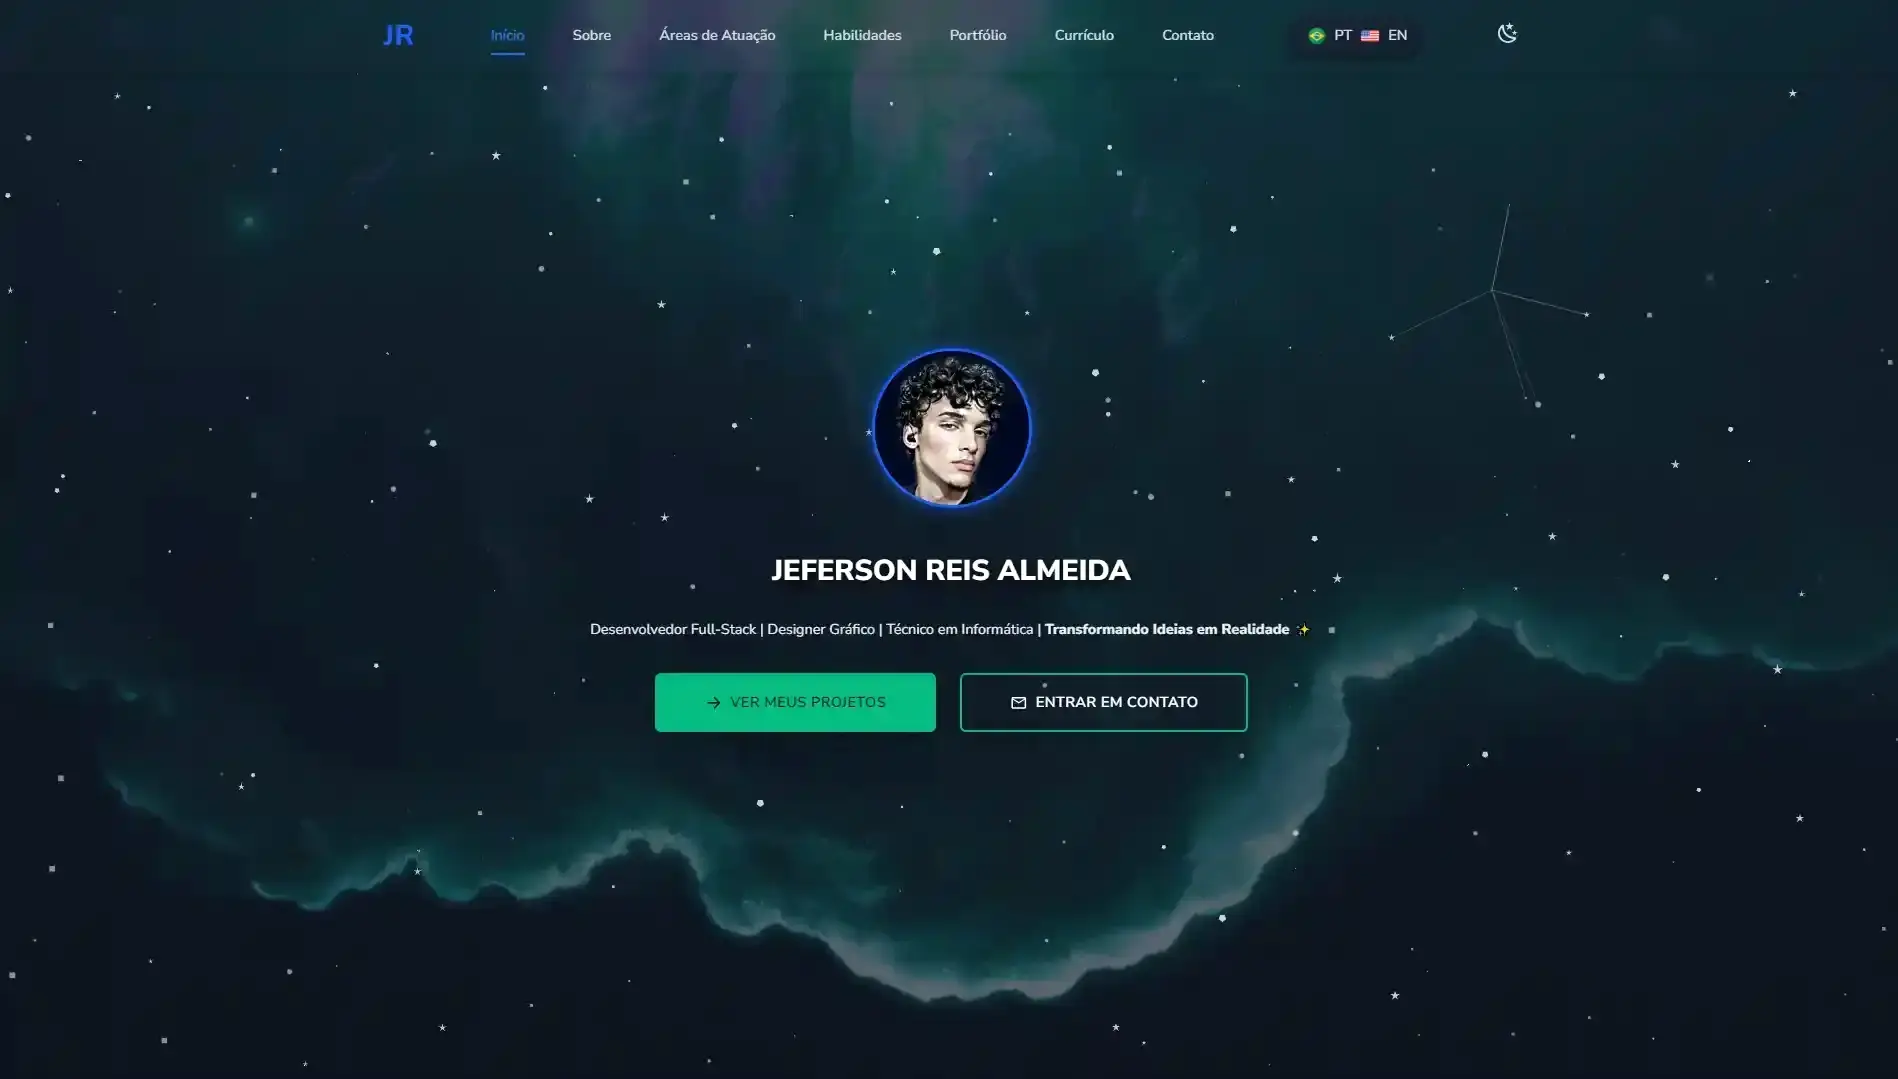 JR Início Sobre Áreas de Atuação Habilidades Portfólio Currículo Contato PT EN
JEFERSON REIS ALMEIDA
Desenvolvedor Full-Stack | Designer Gráfico | Técnico em Informática | Transformando Ideias em Realidade ✨
VER MEUS PROJETOS ENTRAR EM CONTATO